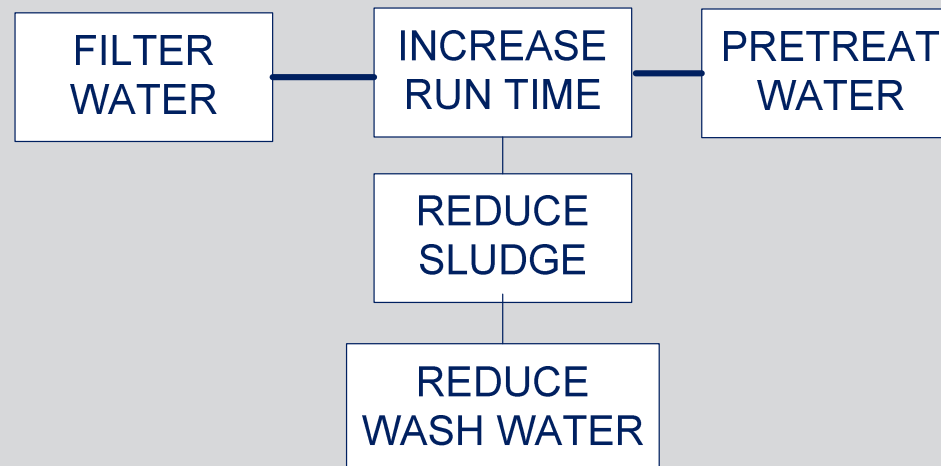 FILTER
WATER
INCREASE
RUN TIME
PRETREAT
WATER
REDUCE
SLUDGE
REDUCE
WASH WATER